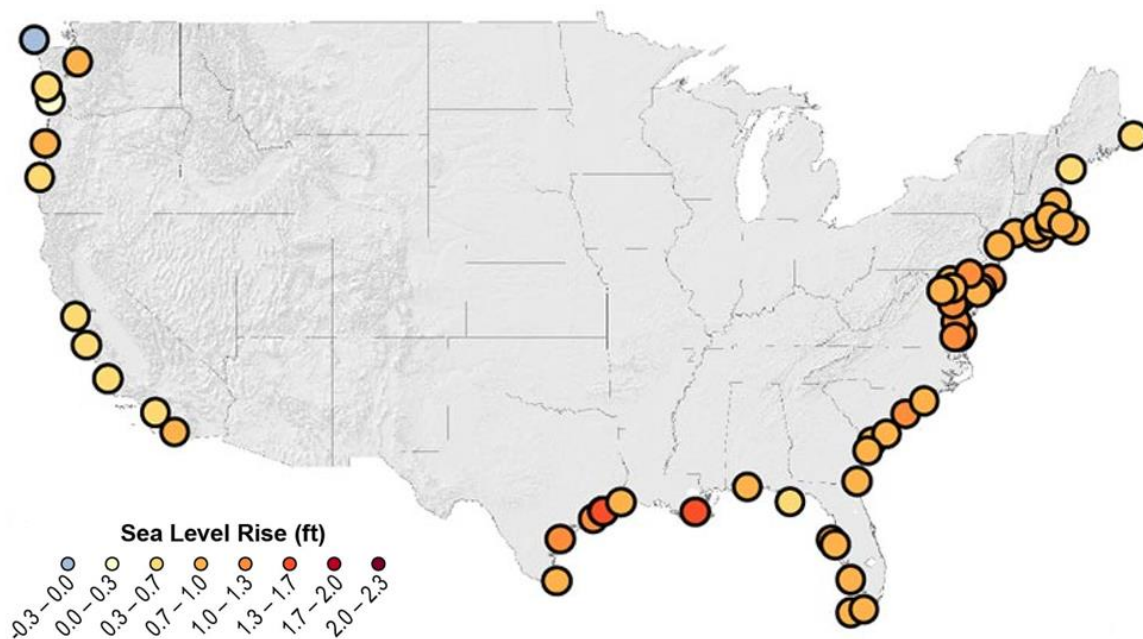 Sea Level Rise (ft)
-0.3 – 0.0
0.0 – 0.3
0.3 – 0.7
0.7 – 1.0
1.0 – 1.3
1.3 – 1.7
1.7 – 2.0
2.0 – 2.3